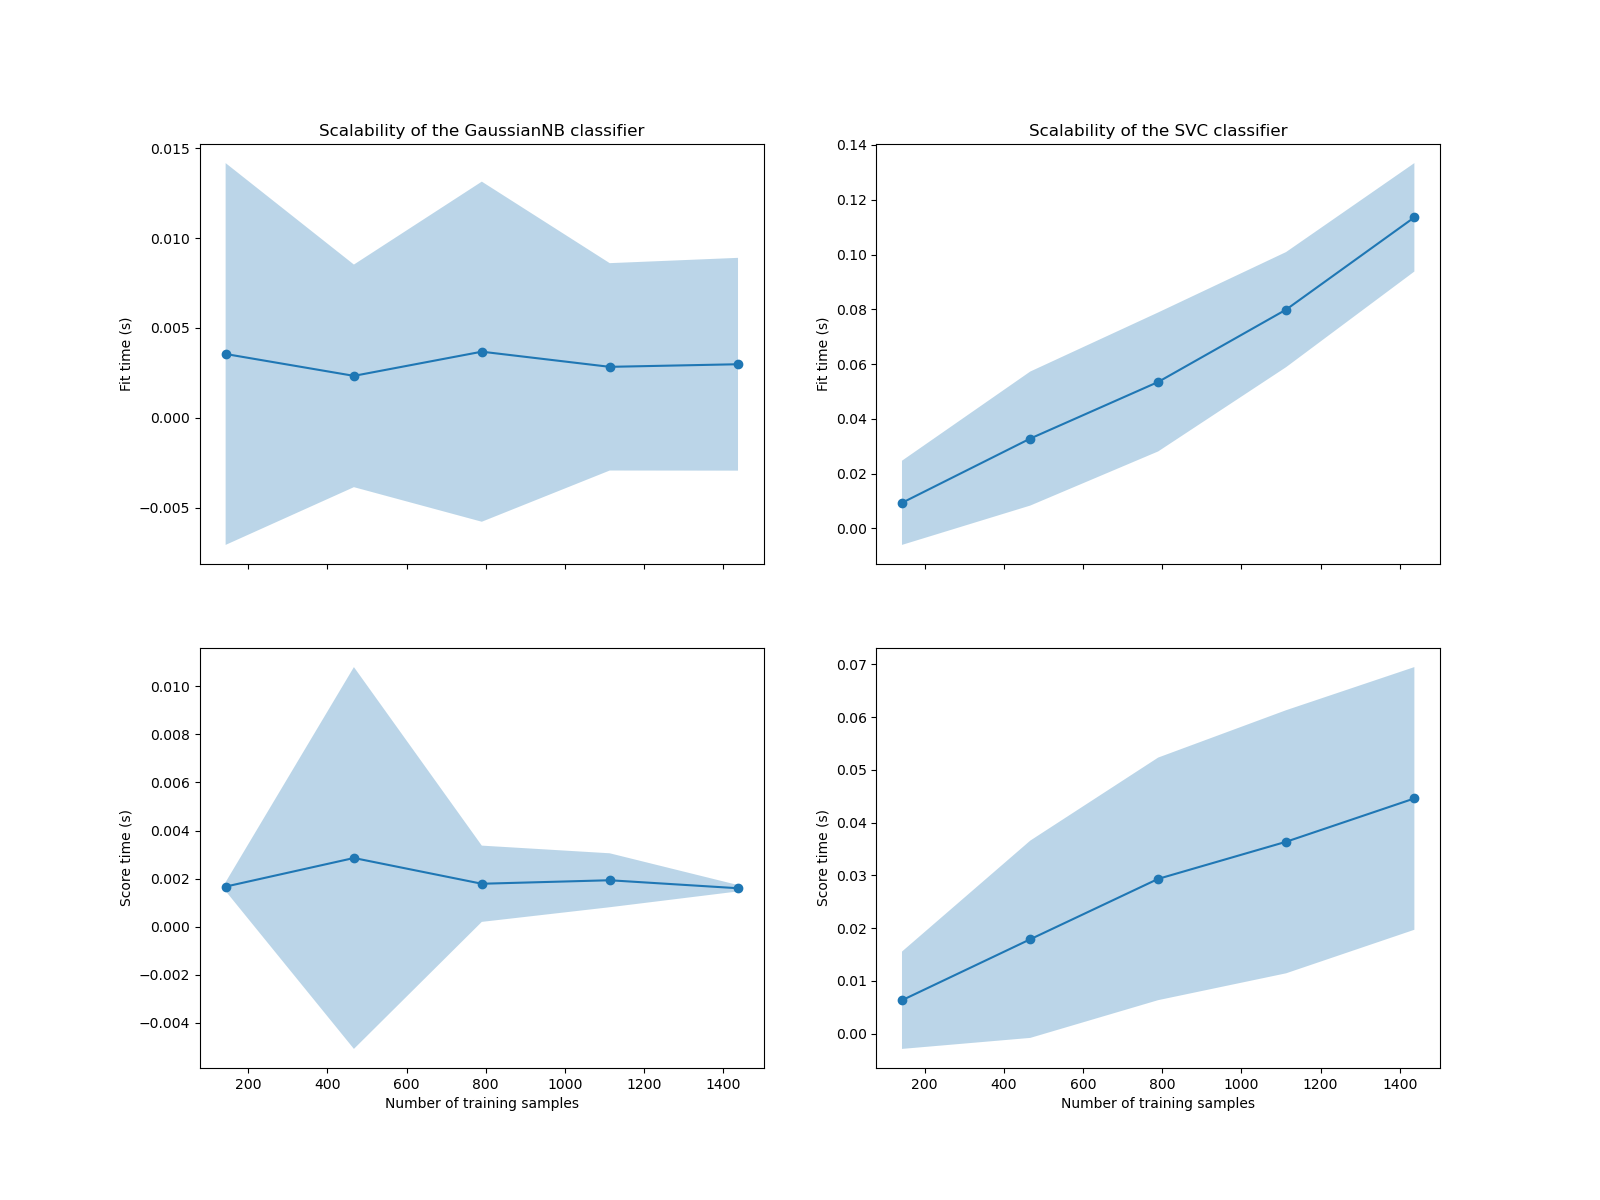 Scalability of the GaussianNB classifier
0.015
0.010
0.005
0.000
−0.005
Fit time (s)
Scalability of the SVC classifier
0.14
0.12
0.10
0.08
0.06
0.04
0.02
0.00
Fit time (s)
0.010
0.008
0.006
0.004
0.002
0.000
−0.002
−0.004
Score time (s)
200 400 600 800 1000 1200 1400
Number of training samples
0.07
0.06
0.05
0.04
0.03
0.02
0.01
0.00
Score time (s)
200 400 600 800 1000 1200 1400
Number of training samples